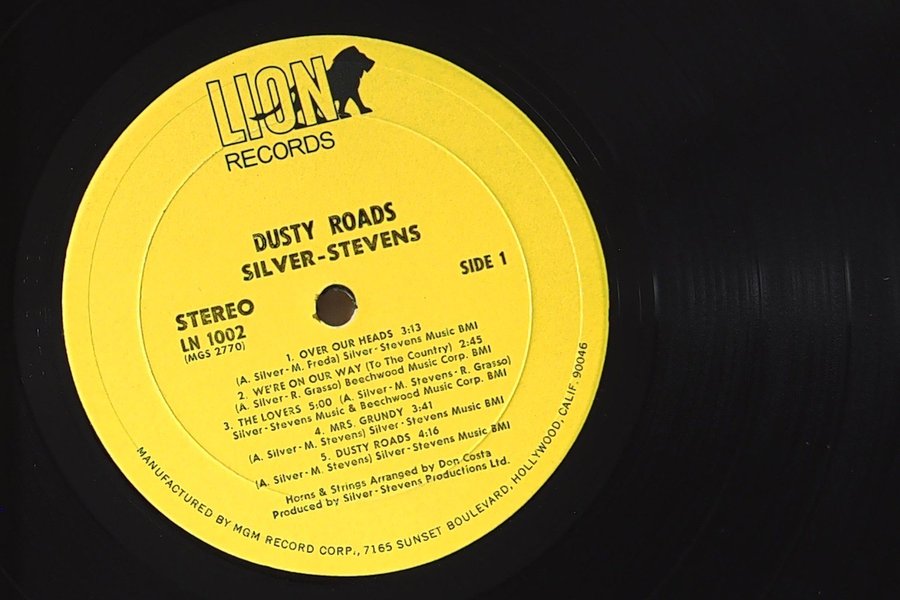 LION
RECORDS
DUSTY ROADS
SILVER-STEVENS
SIDE 1
STEREO
LN 1002
(MGS 2770)
1. OVER OUR HEADS 3:13
(A. Silver-M. Freda) Silver-Stevens Music BMI
2. WE'RE ON OUR WAY (To The Country) 2:45
(A. Silver-R. Grasso) Beechwood Music Corp. BMI
3. THE LOVERS 5:00 (A. Silver-M. Stevens-R. Grasso)
Silver-Stevens Music & Beechwood Music Corp. BMI
4. MRS. GRUNDY 3:41
(A. Silver-M. Stevens) Silver-Stevens Music BMI
5. DUSTY ROADS 4:16
(A. Silver-M. Stevens) Silver-Stevens Music BMI
Horns & Strings Arranged by Don Costa
Produced by Silver-Stevens Productions Ltd.
MANUFACTURED BY MGM RECORD CORP., 7165 SUNSET BOULEVARD, HOLLYWOOD, CALIF. 90046